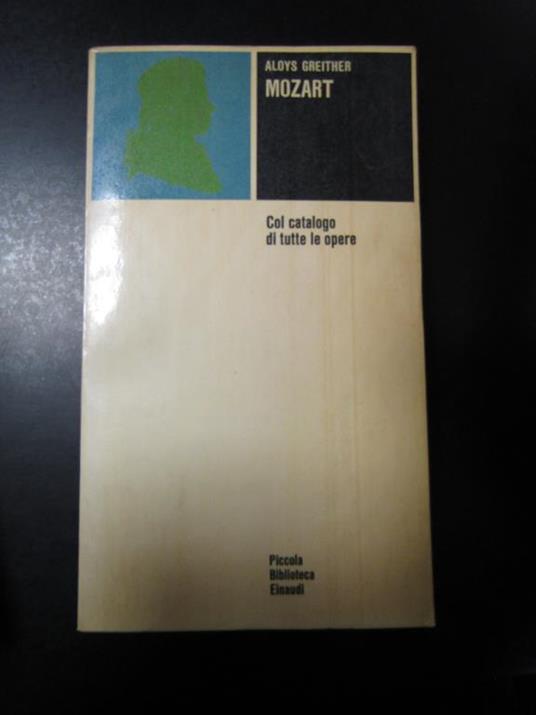 ALOYS GREITHER
MOZART
Col catalogo
di tutte le opere
Piccola
Biblioteca
Einaudi